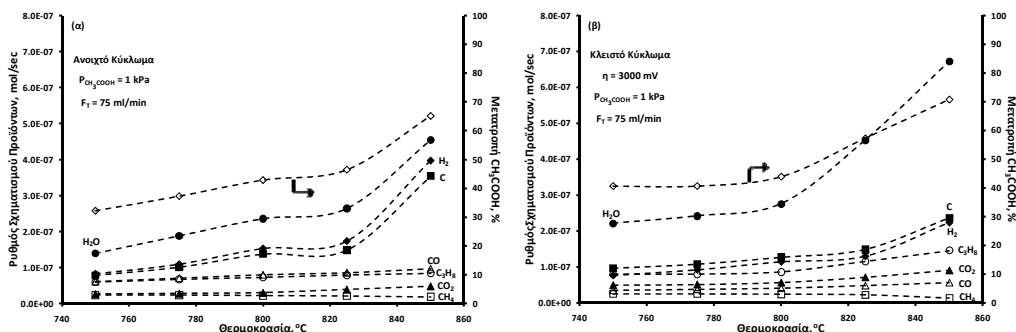 (α)
Ανοιχτό Κύκλωμα
P_CH₃COOH = 1 kPa
F_T = 75 ml/min
Ρυθμός Σχηματισμού Προϊόντων, mol/sec
8.0E-07
7.0E-07
6.0E-07
5.0E-07
4.0E-07
3.0E-07
2.0E-07
1.0E-07
0.0E+00
740
760
780
800
820
840
860
Θερμοκρασία, °C
100
90
80
70
60
50
40
30
20
10
0
Μετατροπή CH₃COOH, %
H₂O
H₂
C
CO
C₃H₈
CO₂
CH₄
(β)
Κλειστό Κύκλωμα
η = 3000 mV
P_CH₃COOH = 1 kPa
F_T = 75 ml/min
Ρυθμός Σχηματισμού Προϊόντων, mol/sec
8.0E-07
7.0E-07
6.0E-07
5.0E-07
4.0E-07
3.0E-07
2.0E-07
1.0E-07
0.0E+00
740
760
780
800
820
840
860
Θερμοκρασία, °C
100
90
80
70
60
50
40
30
20
10
0
Μετατροπή CH₃COOH, %
H₂O
C
H₂
C₃H₈
CO₂
CO
CH₄